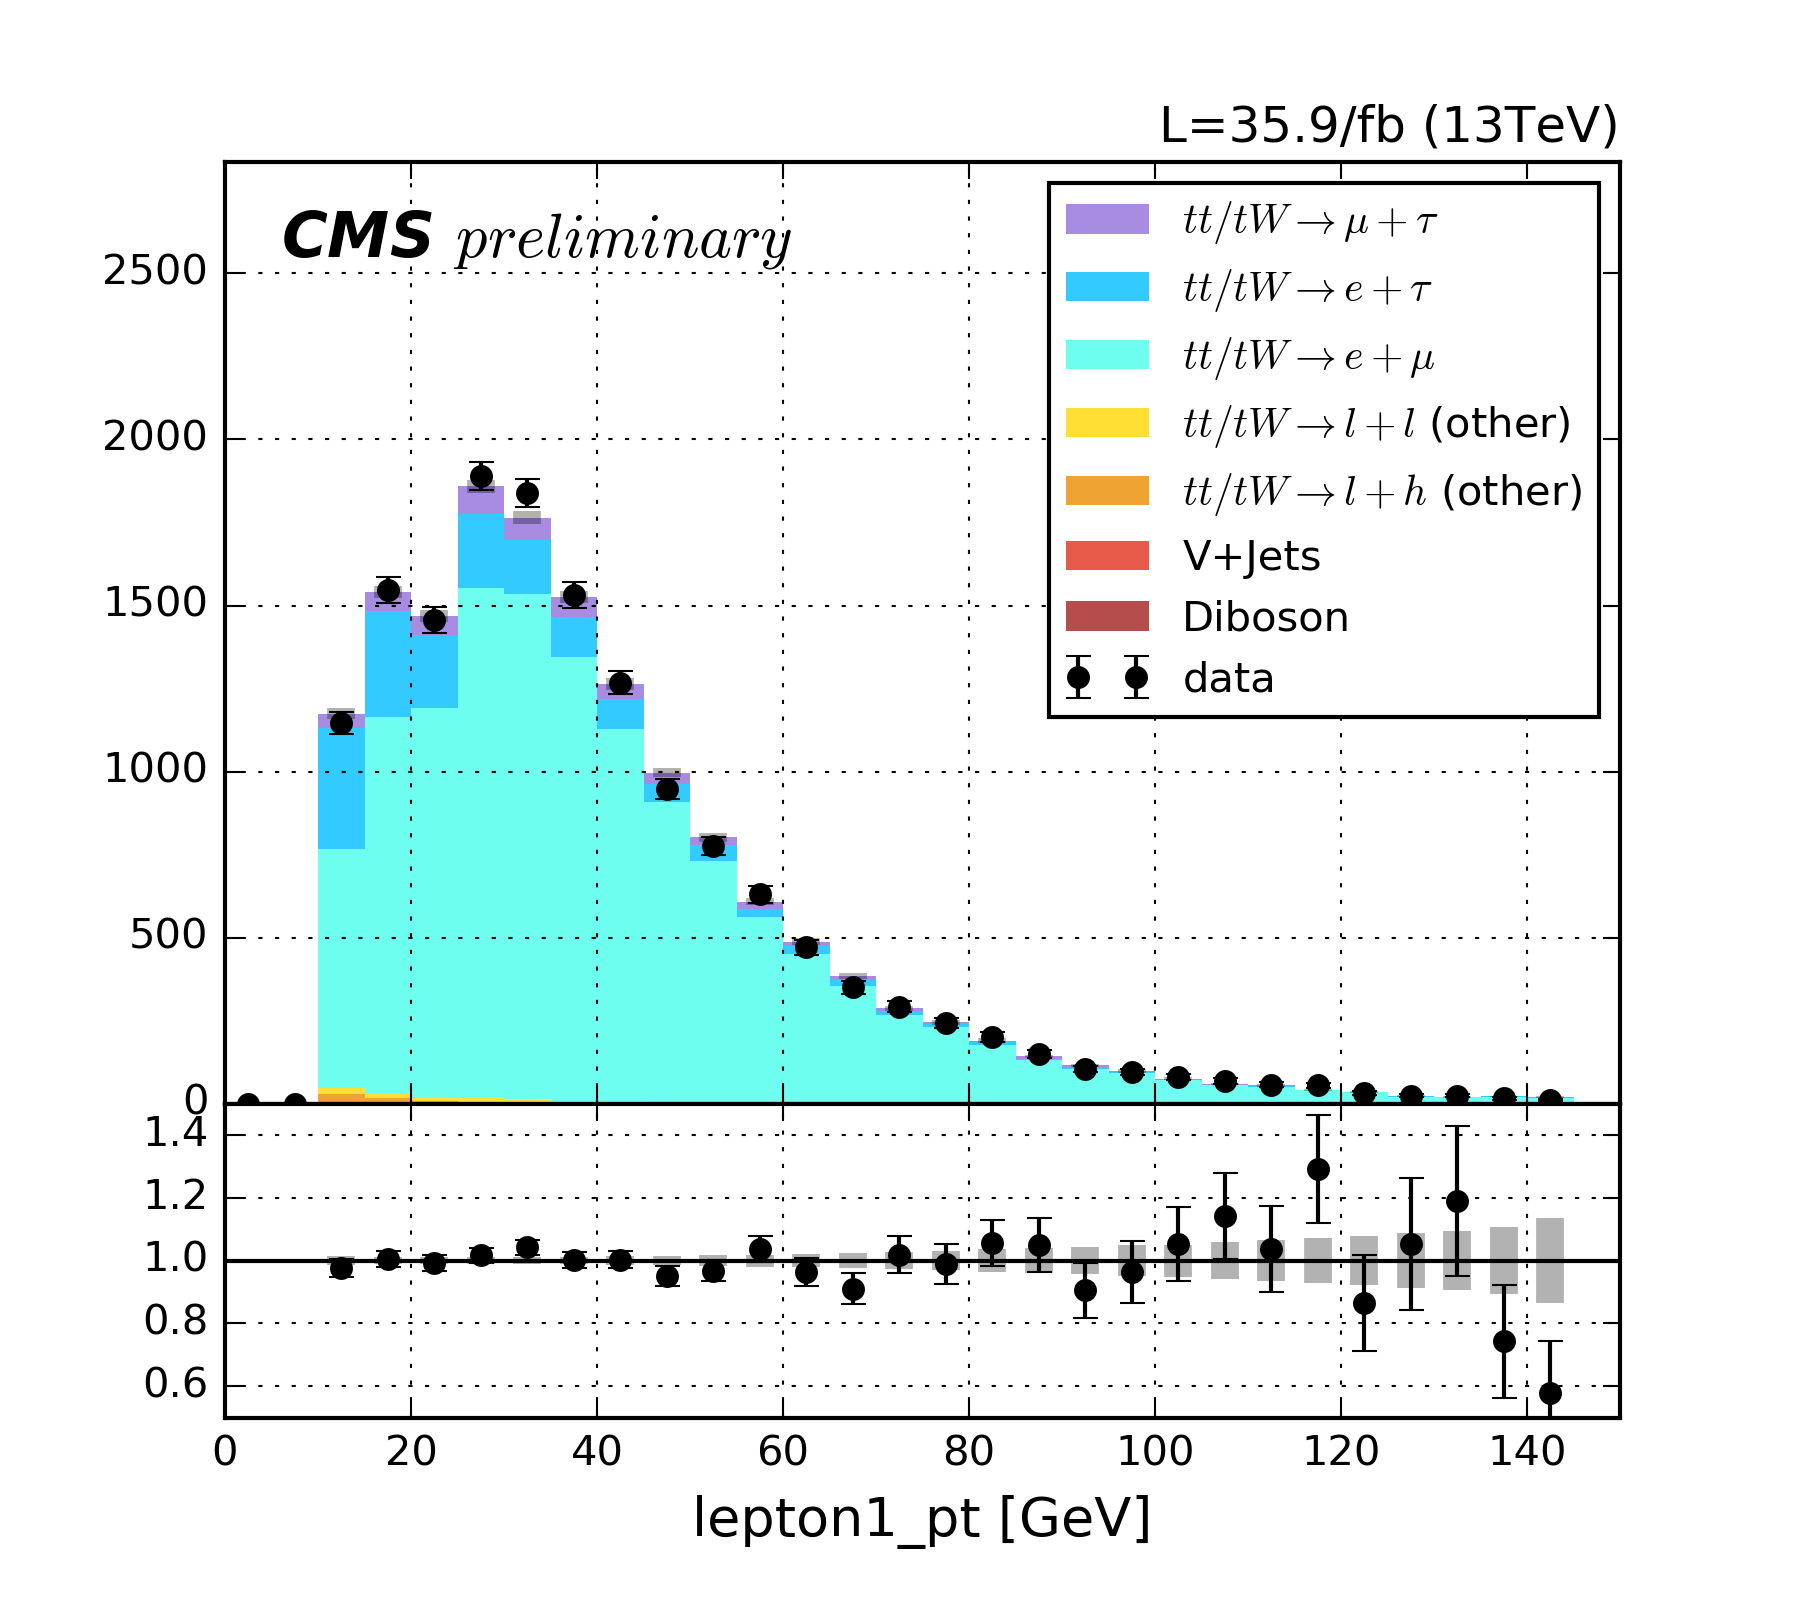 L=35.9/fb (13TeV)
CMS preliminary
tt/tW→μ+τ
tt/tW→e+τ
tt/tW→e+μ
tt/tW→l+l (other)
tt/tW→l+h (other)
V+Jets
Diboson
data
2500
2000
1500
1000
500
0
1.4
1.2
1.0
0.8
0.6
0 20 40 60 80 100 120 140
lepton1_pt [GeV]